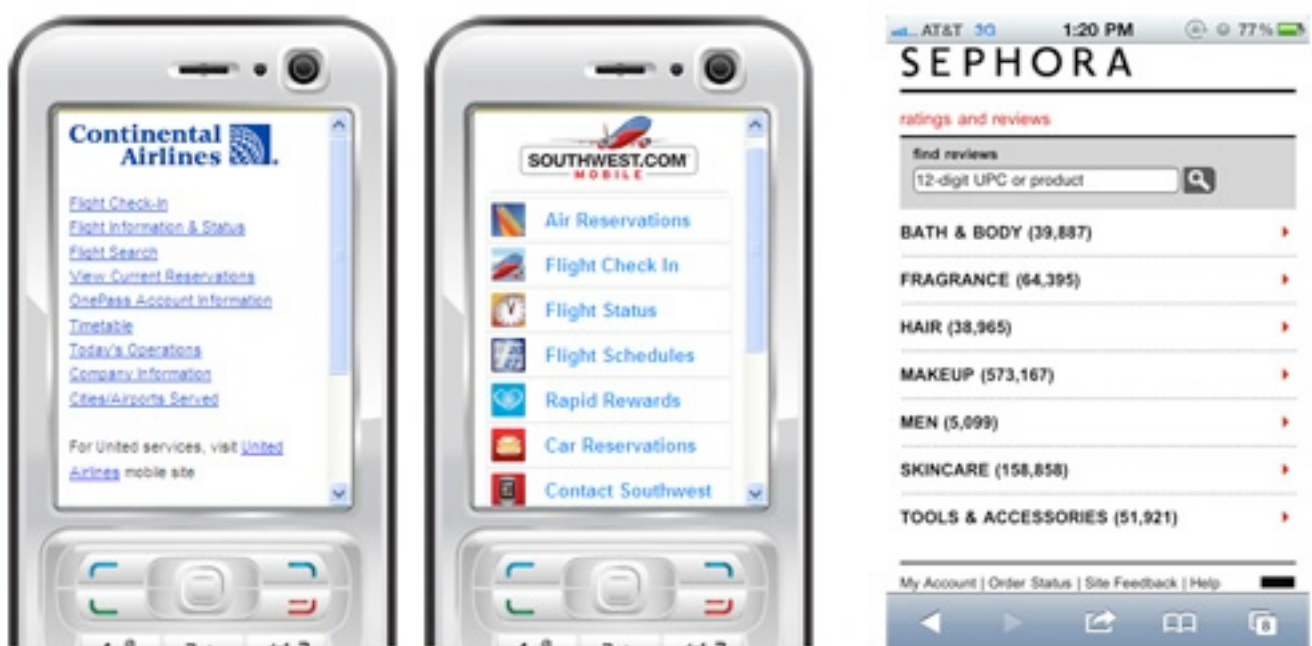 Continental
Airlines
Flight Check-In
Flight Information & Status
Flight Search
View Current Reservations
OnePass Account Information
Timetable
Today's Operations
Company Information
Cities/Airports Served
For United services, visit United
Airlines mobile site
SOUTHWEST.COM
MOBILE
Air Reservations
Flight Check In
Flight Status
Flight Schedules
Rapid Rewards
Car Reservations
Contact Southwest
AT&T 3G 1:20 PM 77%
SEPHORA
ratings and reviews
find reviews
12-digit UPC or product
BATH & BODY (39,887)
FRAGRANCE (64,395)
HAIR (38,965)
MAKEUP (573,167)
MEN (5,099)
SKINCARE (158,858)
TOOLS & ACCESSORIES (51,921)
My Account | Order Status | Site Feedback | Help
8